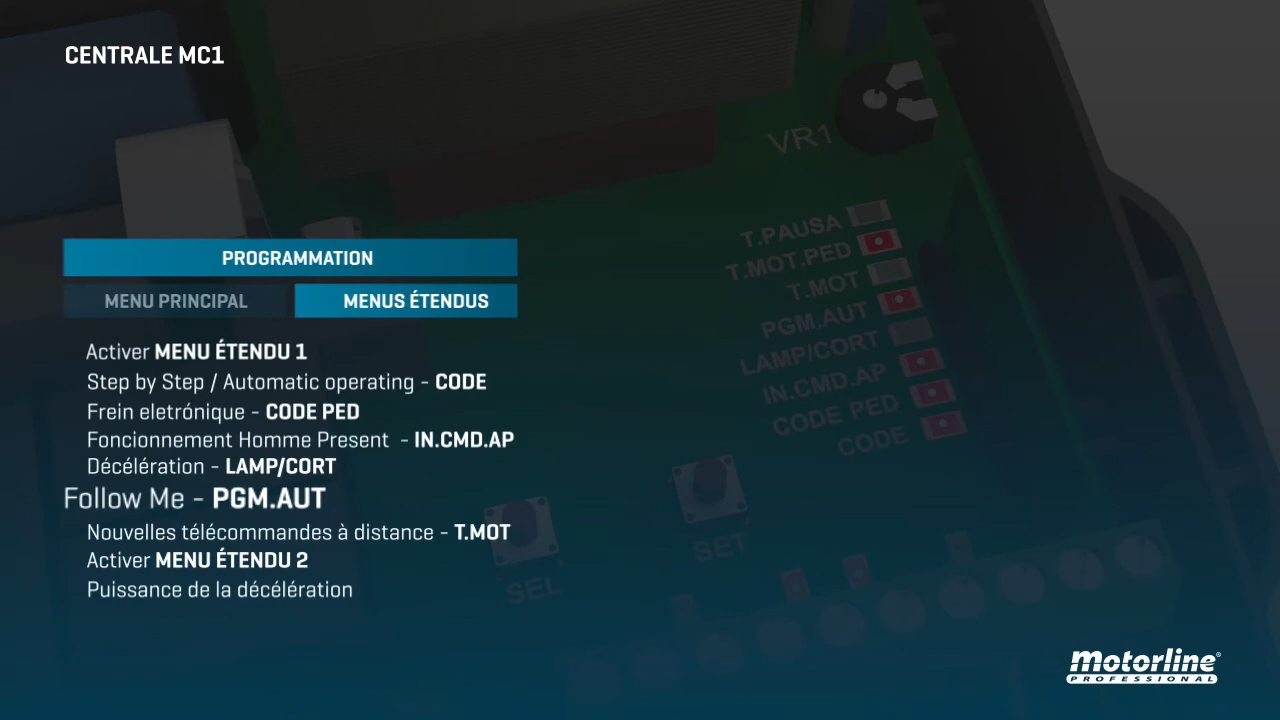 CENTRALE MC1
VR1
T.PAUSA
T.MOT.PED
T.MOT
PGM.AUT
LAMP/CORT
IN.CMD.AP
CODE PED
CODE
SET
SEL
PROGRAMMATION
MENU PRINCIPAL
MENUS ÉTENDUS
Activer MENU ÉTENDU 1
Step by Step / Automatic operating - CODE
Frein eletrónique - CODE PED
Foncionnement Homme Present - IN.CMD.AP
Décélération - LAMP/CORT
Follow Me - PGM.AUT
Nouvelles télécommandes à distance - T.MOT
Activer MENU ÉTENDU 2
Puissance de la décélération
Motorline®
PROFESSIONAL